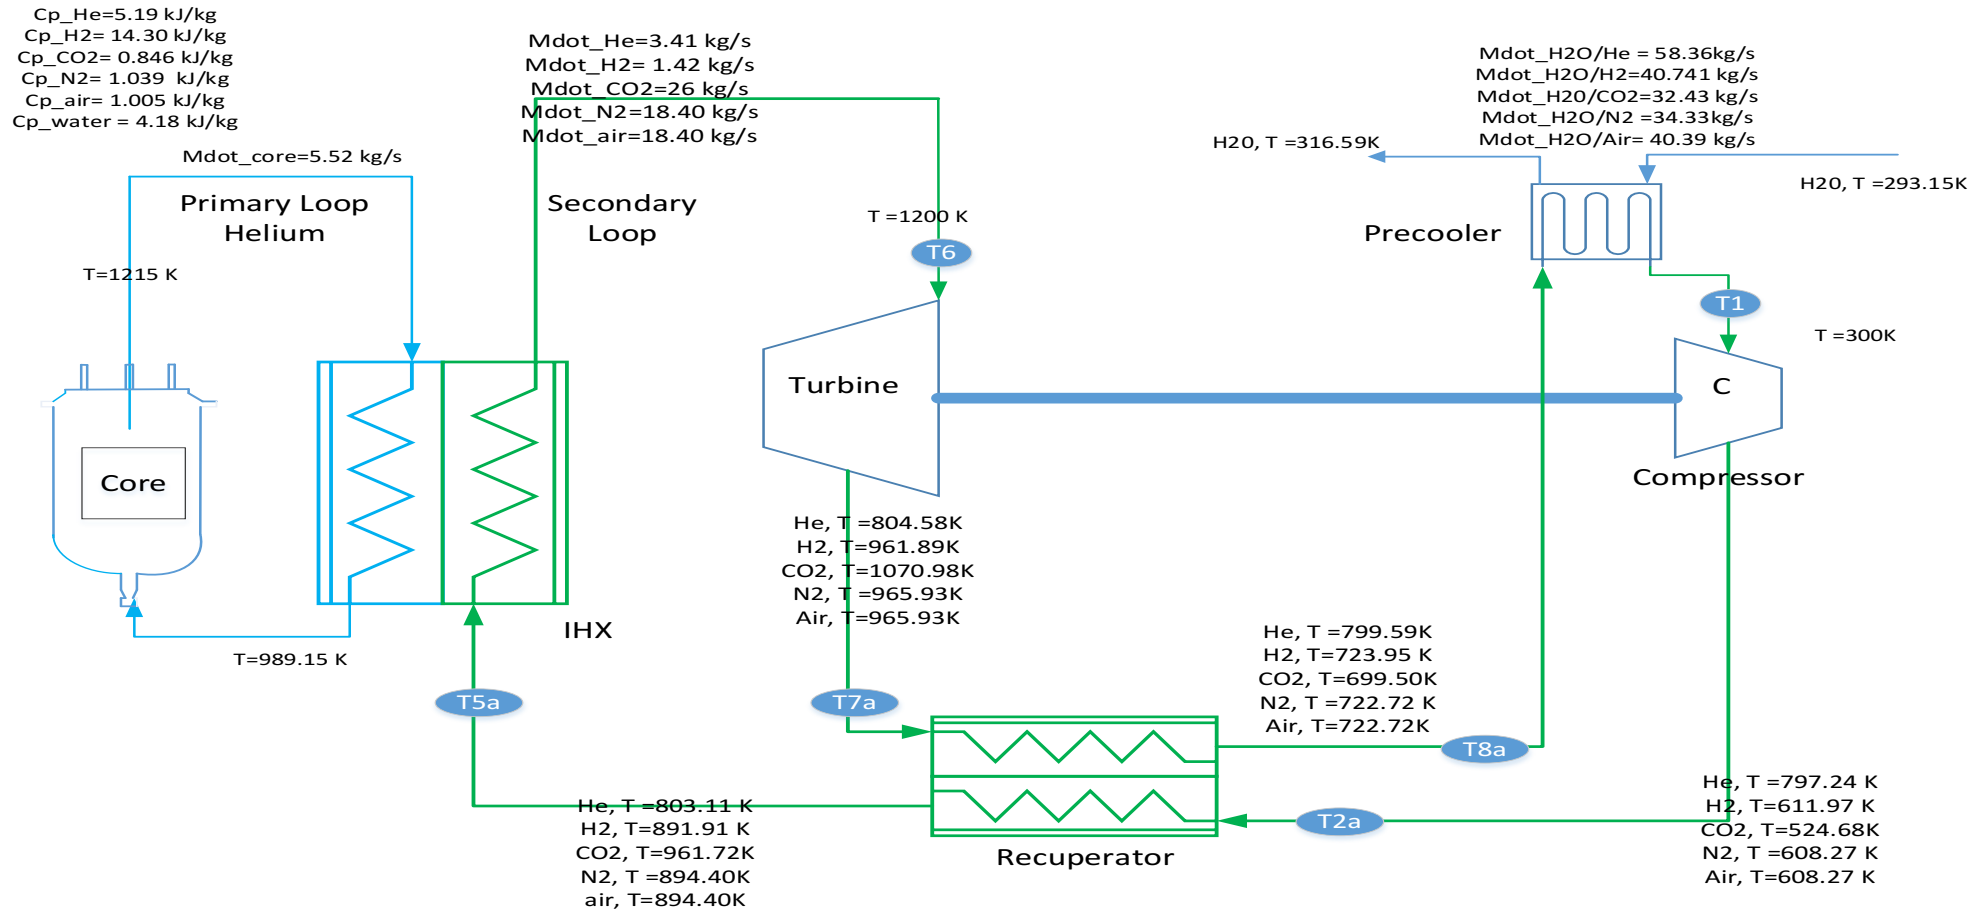 Cp_He=5.19 kJ/kg
Cp_H2= 14.30 kJ/kg
Cp_CO2= 0.846 kJ/kg
Cp_N2= 1.039 kJ/kg
Cp_air= 1.005 kJ/kg
Cp_water = 4.18 kJ/kg
Mdot_He=3.41 kg/s
Mdot_H2= 1.42 kg/s
Mdot_CO2=26 kg/s
Mdot_N2=18.40 kg/s
Mdot_air=18.40 kg/s
Mdot_H2O/He = 58.36kg/s
Mdot_H2O/H2=40.741 kg/s
Mdot_H20/CO2=32.43 kg/s
Mdot_H2O/N2 =34.33kg/s
Mdot_H2O/Air= 40.39 kg/s
H20, T =316.59K
H20, T =293.15K
Mdot_core=5.52 kg/s
Primary Loop
Helium
Secondary
Loop
T =1200 K
T6
Precooler
T=1215 K
T1
T =300K
Turbine
C
Core
Compressor
He, T =804.58K
H2, T=961.89K
CO2, T=1070.98K
N2, T=965.93K
Air, T=965.93K
IHX
T=989.15 K
T5a
T7a
He, T =799.59K
H2, T=723.95 K
CO2, T=699.50K
N2, T =722.72 K
Air, T=722.72K
T8a
He, T =803.11 K
H2, T=891.91 K
CO2, T=961.72K
N2, T =894.40K
air, T=894.40K
T2a
Recuperator
He, T =797.24 K
H2, T=611.97 K
CO2, T=524.68K
N2, T =608.27 K
Air, T=608.27 K